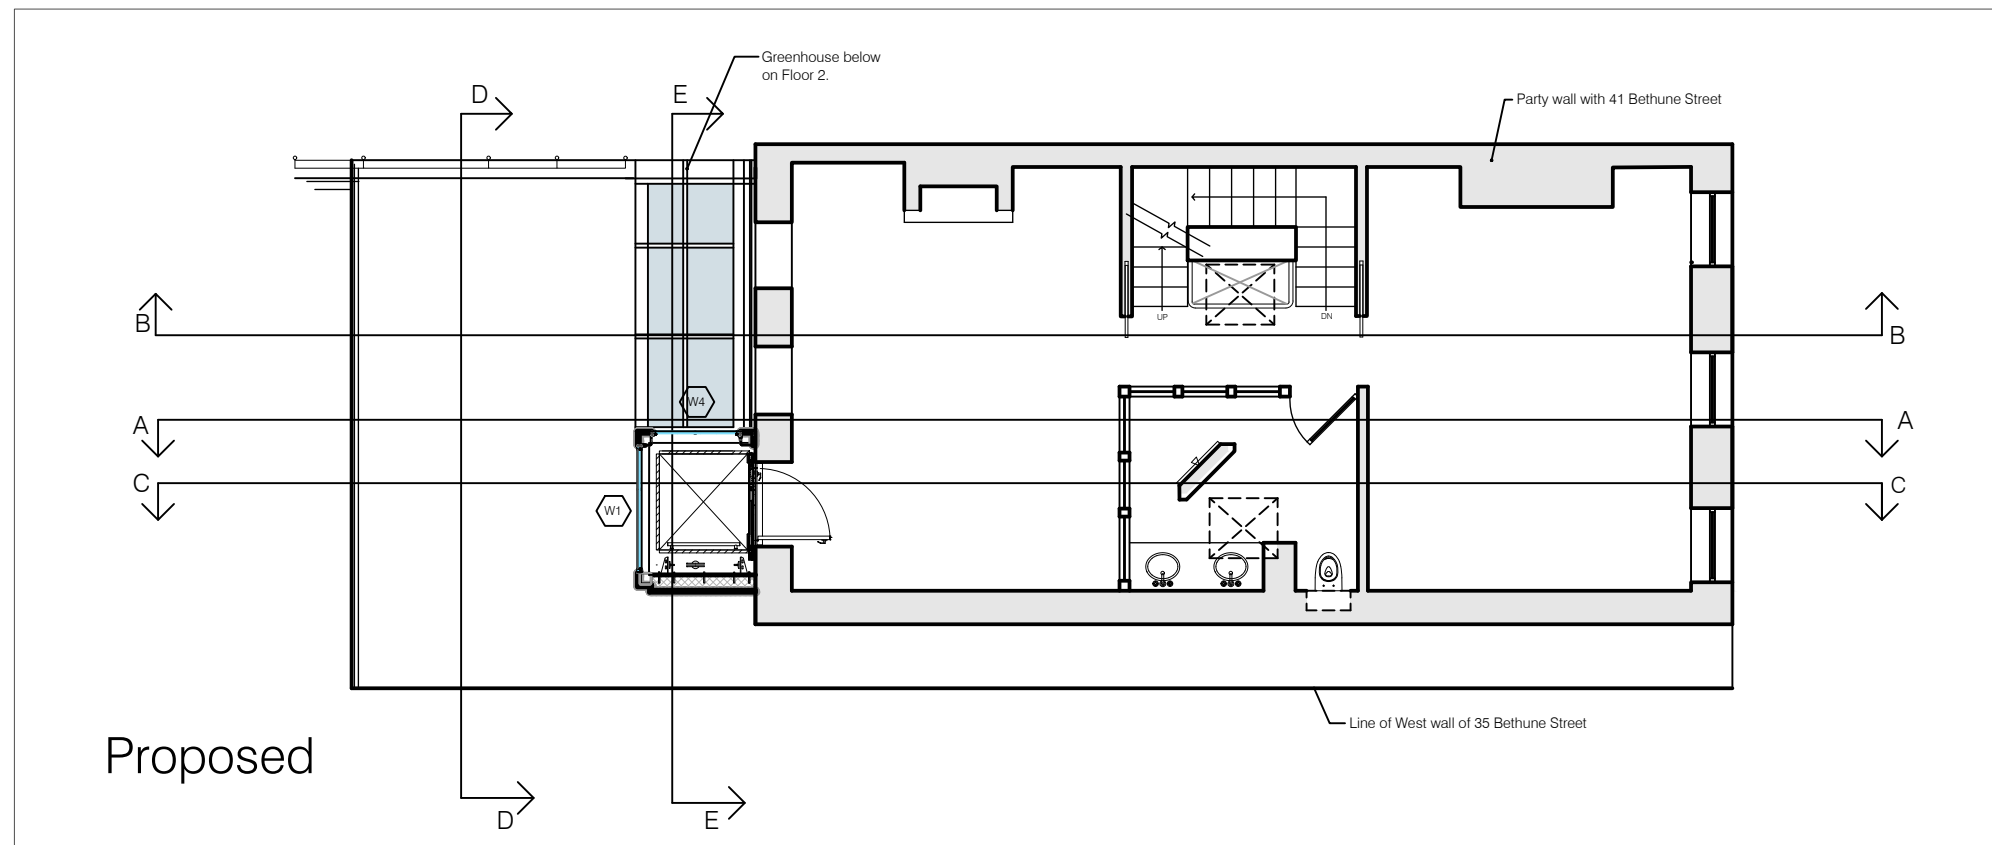 Greenhouse below
on Floor 2.
D
E
Party wall with 41 Bethune Street
B
UP
DN
B
W4
A
A
C
C
W1
Line of West wall of 35 Bethune Street
Proposed
D
E